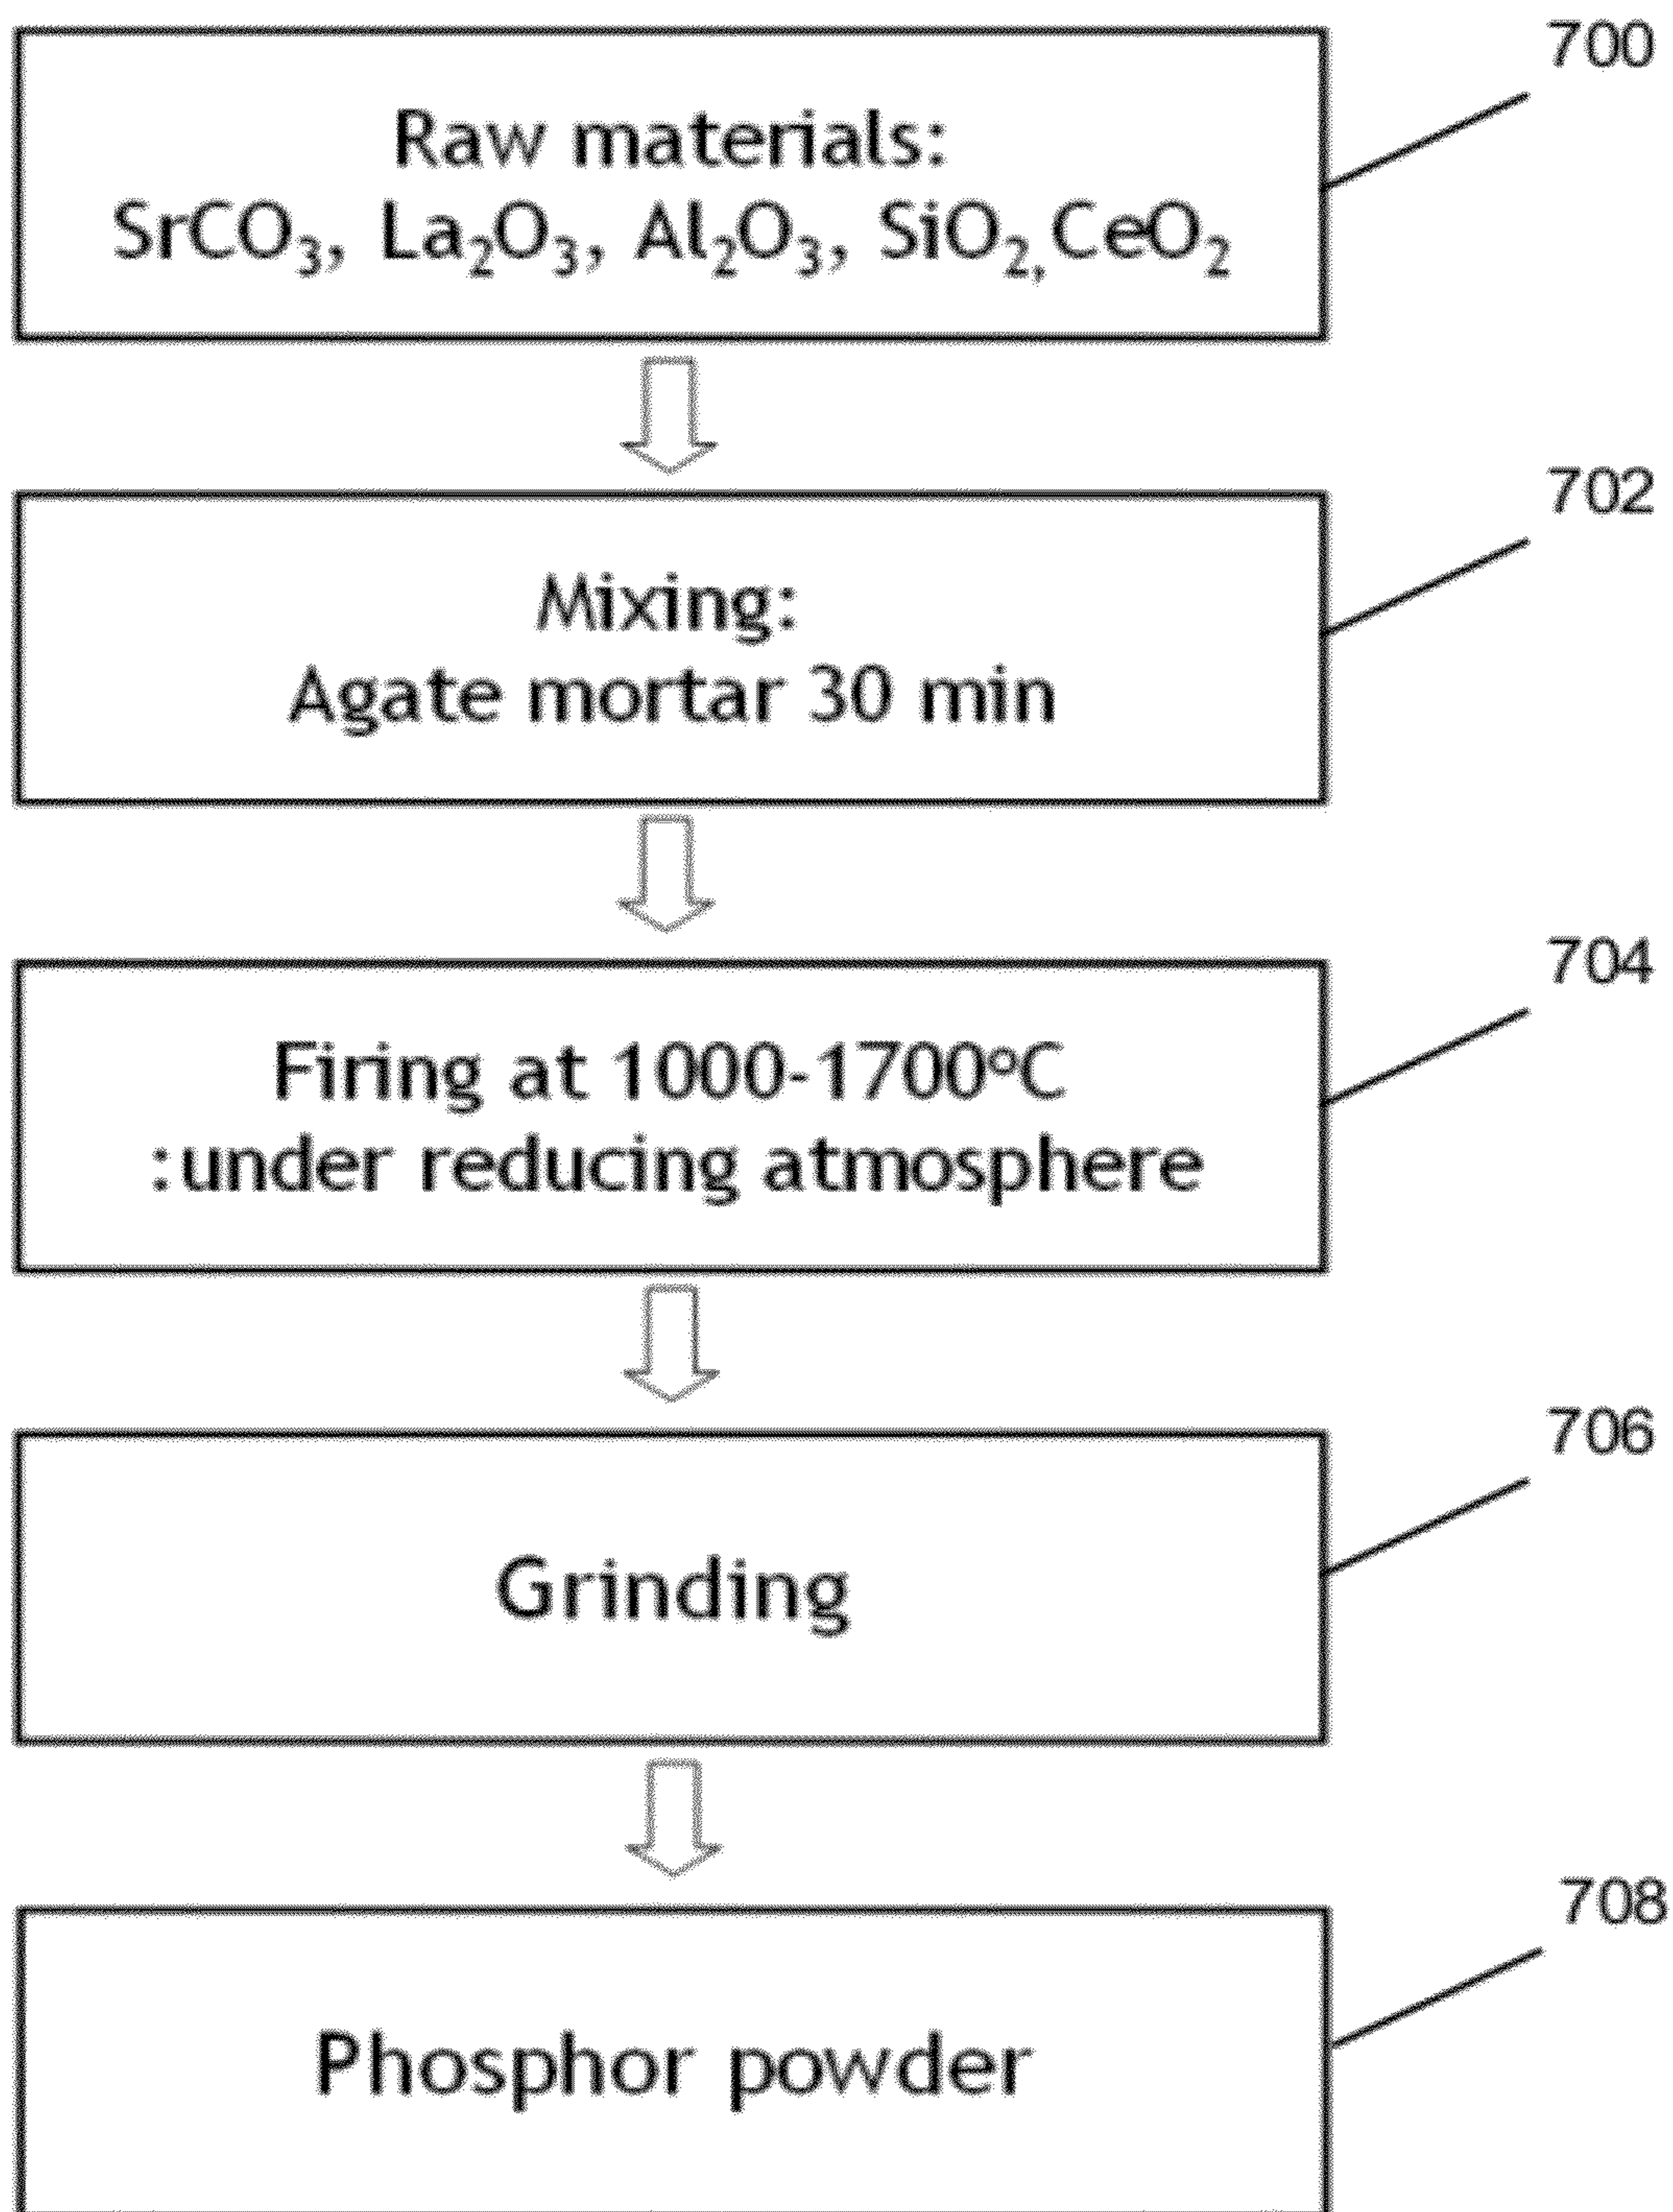 700
Raw materials:
SrCO₃, La₂O₃, Al₂O₃, SiO₂,CeO₂
702
Mixing:
Agate mortar 30 min
704
Firing at 1000-1700°C
:under reducing atmosphere
706
Grinding
708
Phosphor powder